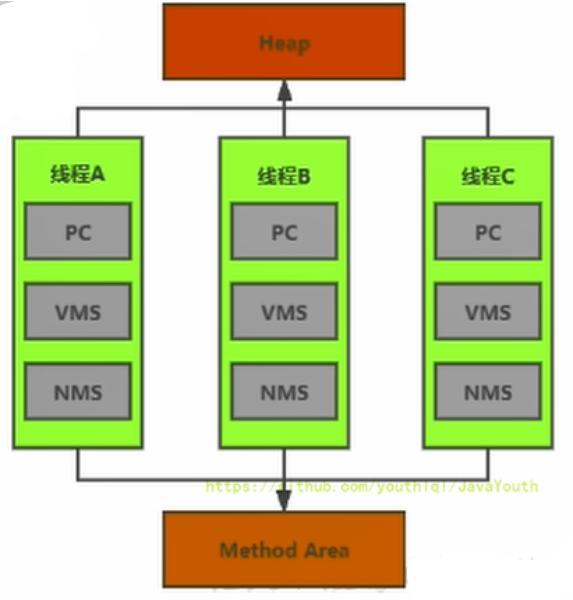 Heap
线程A
线程B
线程C
PC
PC
PC
VMS
VMS
VMS
NMS
NMS
NMS
https://github.com/youthlql/JavaYouth
Method Area